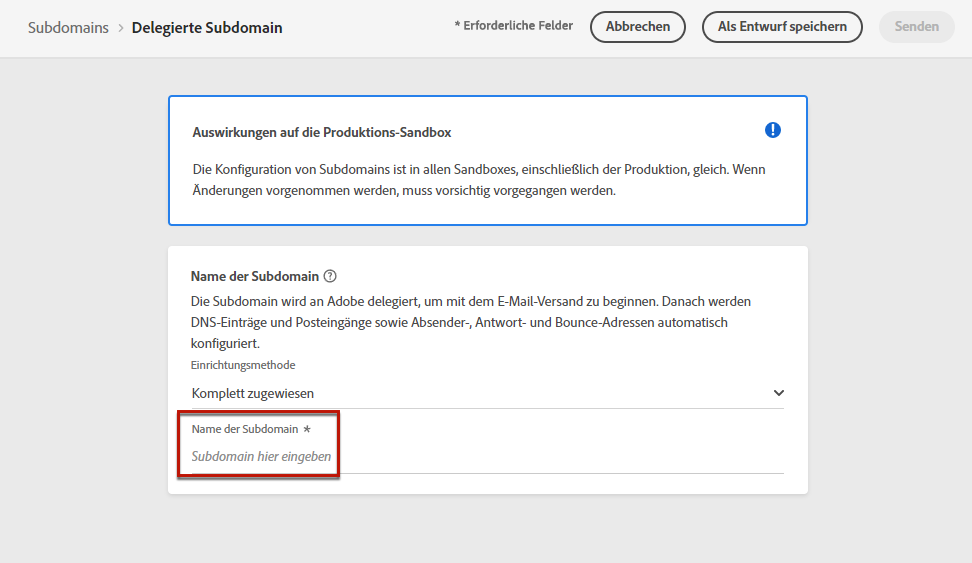 Subdomains > Delegierte Subdomain
* Erforderliche Felder
Abbrechen
Als Entwurf speichern
Senden
Auswirkungen auf die Produktions-Sandbox
Die Konfiguration von Subdomains ist in allen Sandboxes, einschließlich der Produktion, gleich. Wenn
Änderungen vorgenommen werden, muss vorsichtig vorgegangen werden.
Name der Subdomain
Die Subdomain wird an Adobe delegiert, um mit dem E-Mail-Versand zu beginnen. Danach werden
DNS-Einträge und Posteingänge sowie Absender-, Antwort- und Bounce-Adressen automatisch
konfiguriert.
Einrichtungsmethode
Komplett zugewiesen
Name der Subdomain *
Subdomain hier eingeben